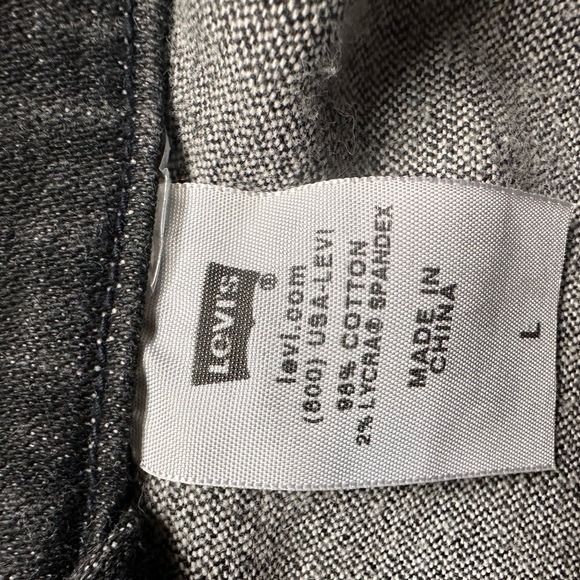 LEVI'S®
levi.com
(800) USA-LEVI
98% COTTON
2% LYCRA® SPANDEX
MADE IN
CHINA
L